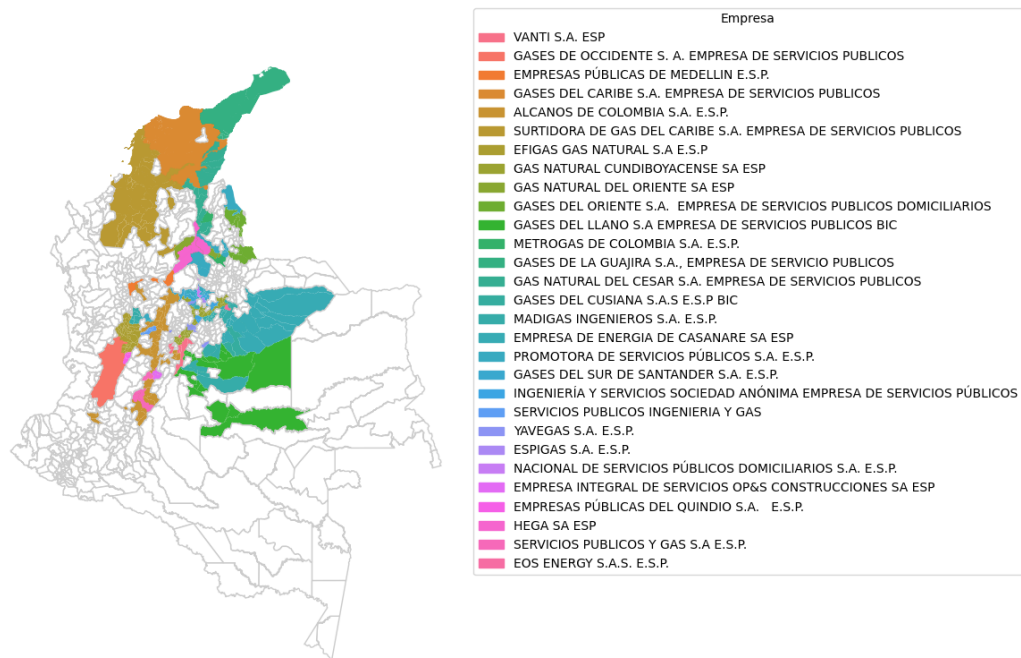 Empresa
VANTI S.A. ESP
GASES DE OCCIDENTE S. A. EMPRESA DE SERVICIOS PUBLICOS
EMPRESAS PÚBLICAS DE MEDELLIN E.S.P.
GASES DEL CARIBE S.A. EMPRESA DE SERVICIOS PUBLICOS
ALCANOS DE COLOMBIA S.A. E.S.P.
SURTIDORA DE GAS DEL CARIBE S.A. EMPRESA DE SERVICIOS PUBLICOS
EFIGAS GAS NATURAL S.A E.S.P
GAS NATURAL CUNDIBOYACENSE SA ESP
GAS NATURAL DEL ORIENTE SA ESP
GASES DEL ORIENTE S.A.  EMPRESA DE SERVICIOS PUBLICOS DOMICILIARIOS
GASES DEL LLANO S.A EMPRESA DE SERVICIOS PUBLICOS BIC
METROGAS DE COLOMBIA S.A. E.S.P.
GASES DE LA GUAJIRA S.A., EMPRESA DE SERVICIO PUBLICOS
GAS NATURAL DEL CESAR S.A. EMPRESA DE SERVICIOS PUBLICOS
GASES DEL CUSIANA S.A.S E.S.P BIC
MADIGAS INGENIEROS S.A. E.S.P.
EMPRESA DE ENERGIA DE CASANARE SA ESP
PROMOTORA DE SERVICIOS PÚBLICOS S.A. E.S.P.
GASES DEL SUR DE SANTANDER S.A. E.S.P.
INGENIERÍA Y SERVICIOS SOCIEDAD ANÓNIMA EMPRESA DE SERVICIOS PÚBLICOS
SERVICIOS PUBLICOS INGENIERIA Y GAS
YAVEGAS S.A. E.S.P.
ESPIGAS S.A. E.S.P.
NACIONAL DE SERVICIOS PÚBLICOS DOMICILIARIOS S.A. E.S.P.
EMPRESA INTEGRAL DE SERVICIOS OP&S CONSTRUCCIONES SA ESP
EMPRESAS PÚBLICAS DEL QUINDIO S.A.   E.S.P.
HEGA SA ESP
SERVICIOS PUBLICOS Y GAS S.A E.S.P.
EOS ENERGY S.A.S. E.S.P.